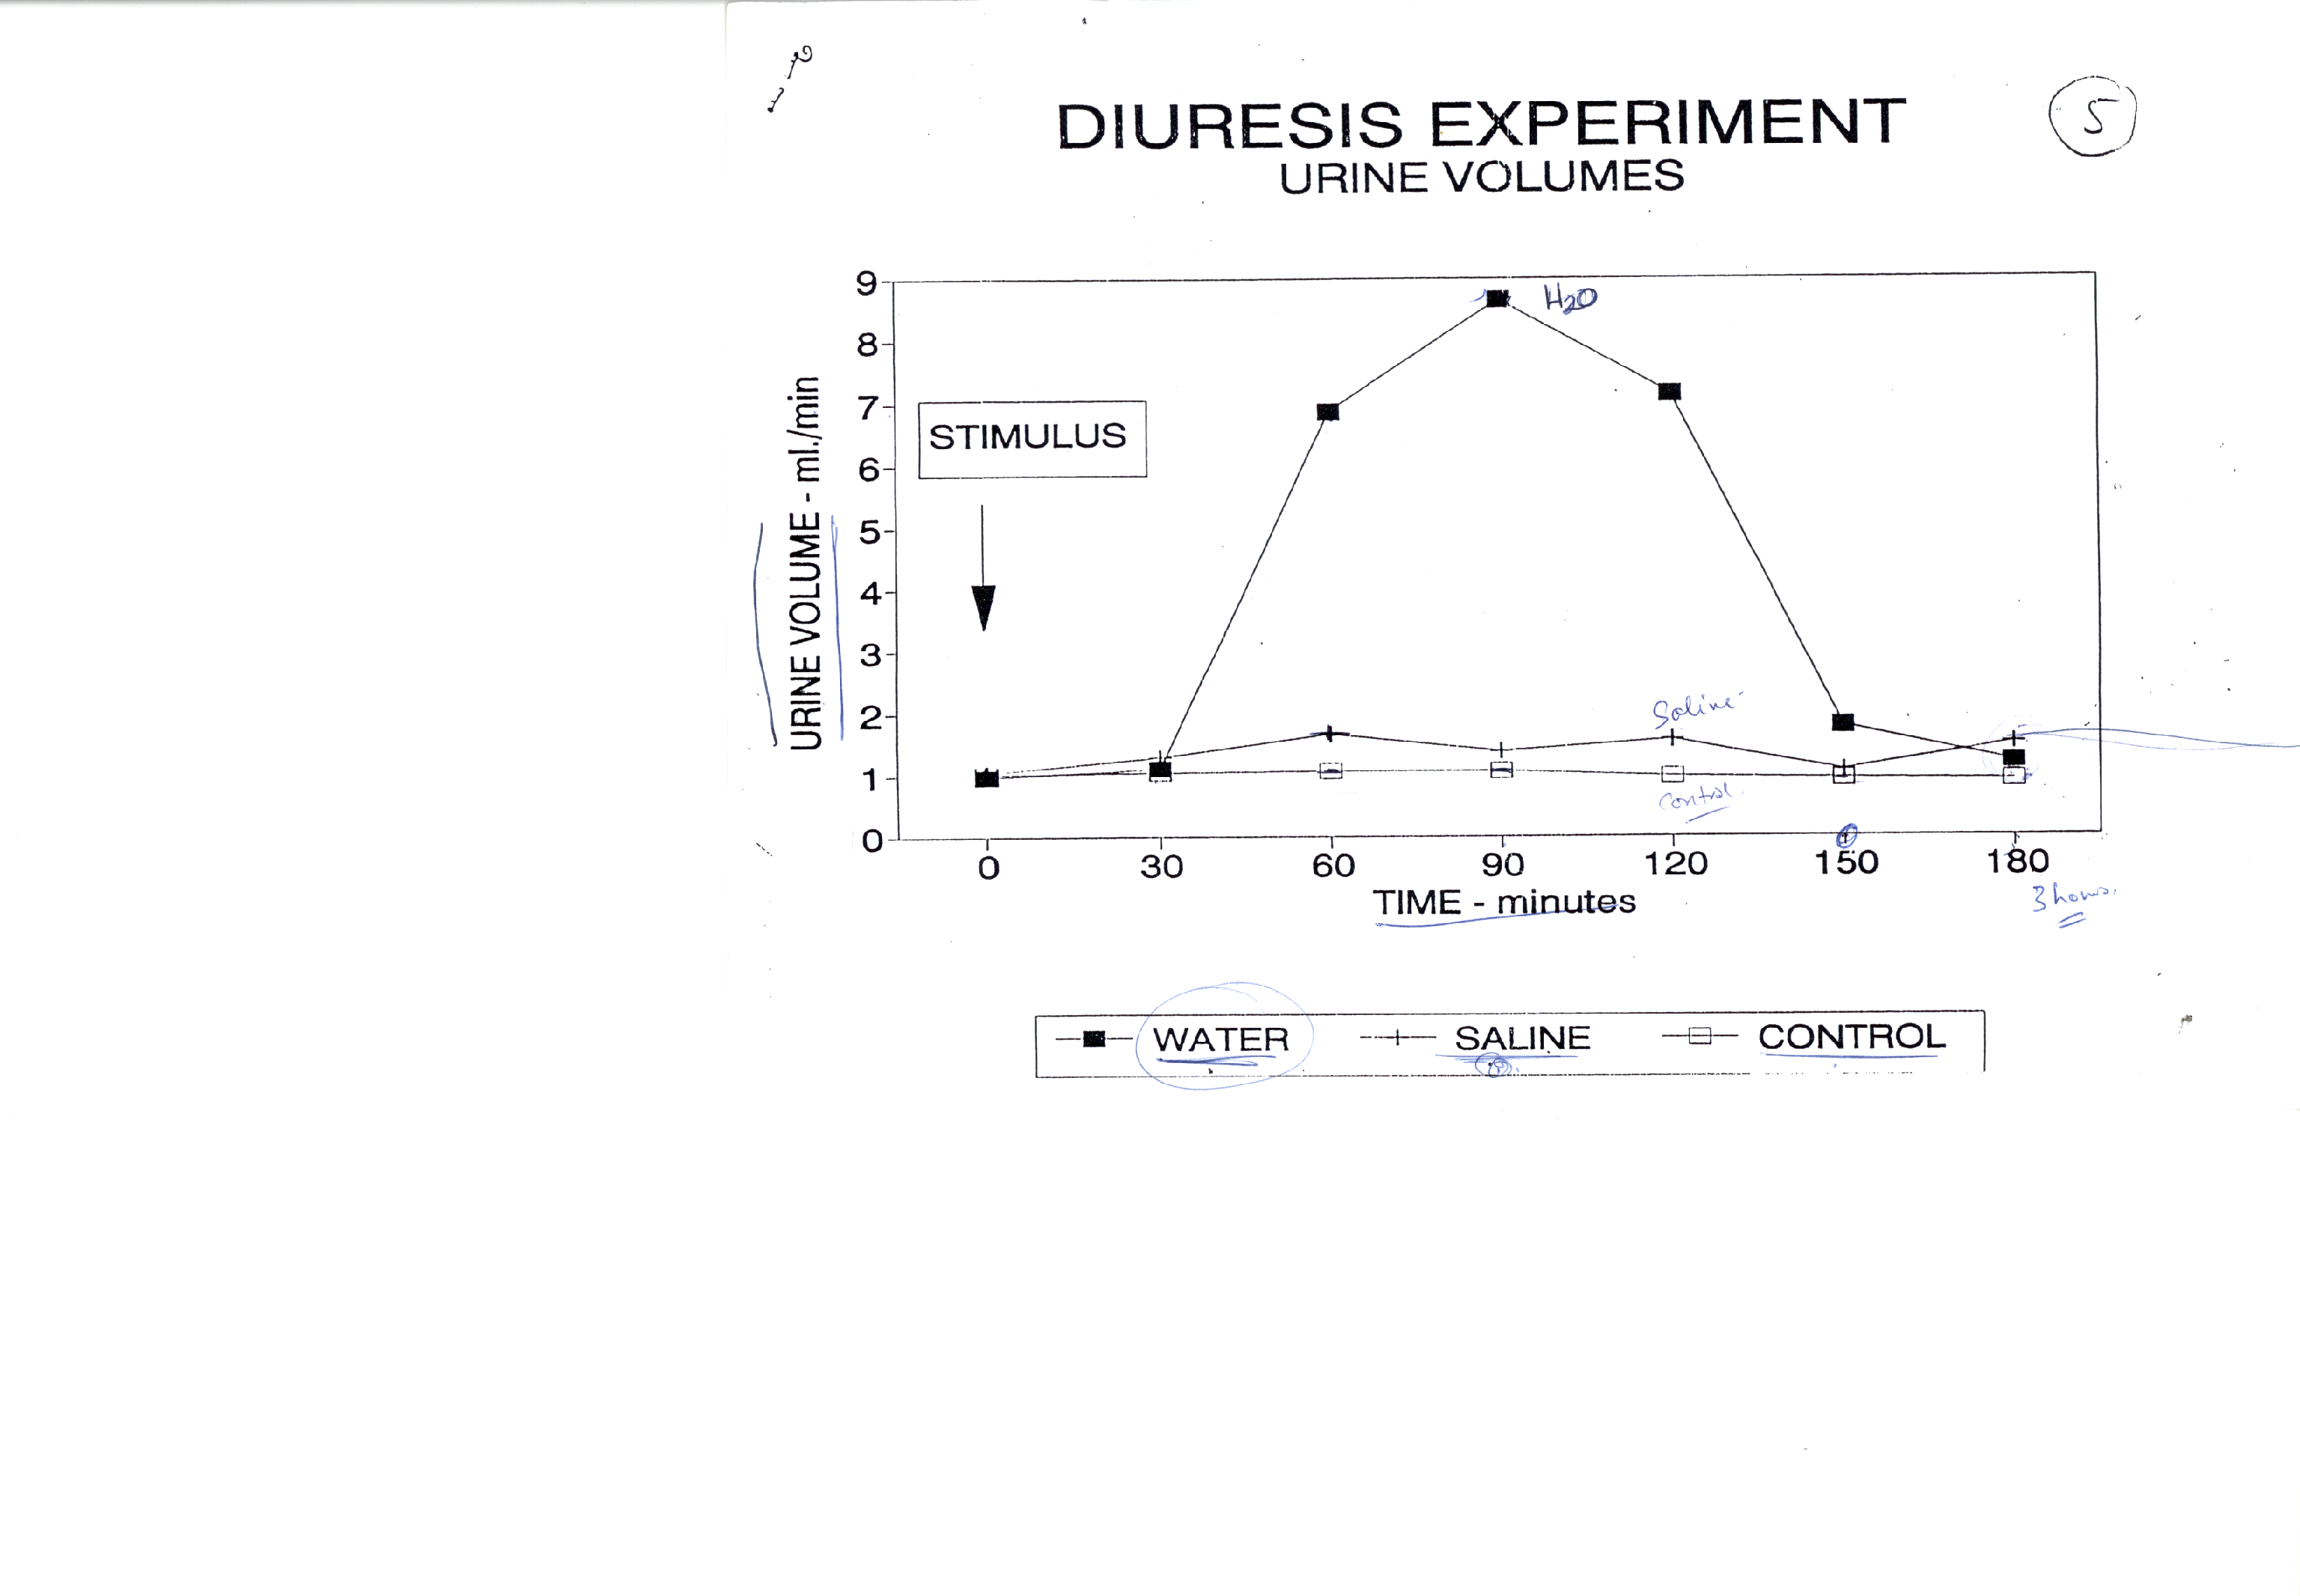 DIURESIS EXPERIMENT
5
URINE VOLUMES
9
H2O
8
7
STIMULUS
6
5
4
3
2
Saline
1
Control
0
URINE VOLUME - ml./min
0 30 60 90 120 150 180
TIME - minutes
3 hours.
WATER SALINE CONTROL